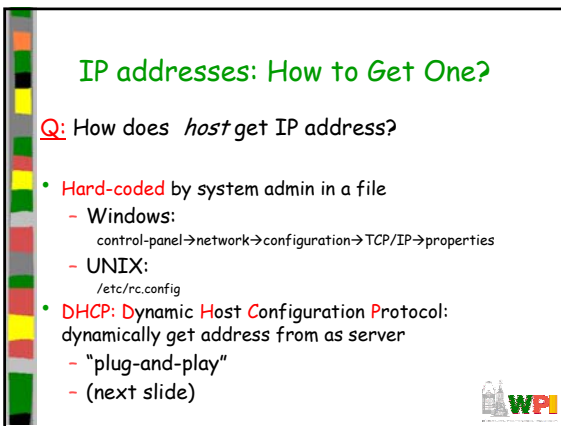 IP addresses: How to Get One?
Q: How does host get IP address?
• Hard-coded by system admin in a file
– Windows:
control-panel→network→configuration→TCP/IP→properties
– UNIX:
/etc/rc.config
• DHCP: Dynamic Host Configuration Protocol:
dynamically get address from as server
– “plug-and-play”
– (next slide)
WPI